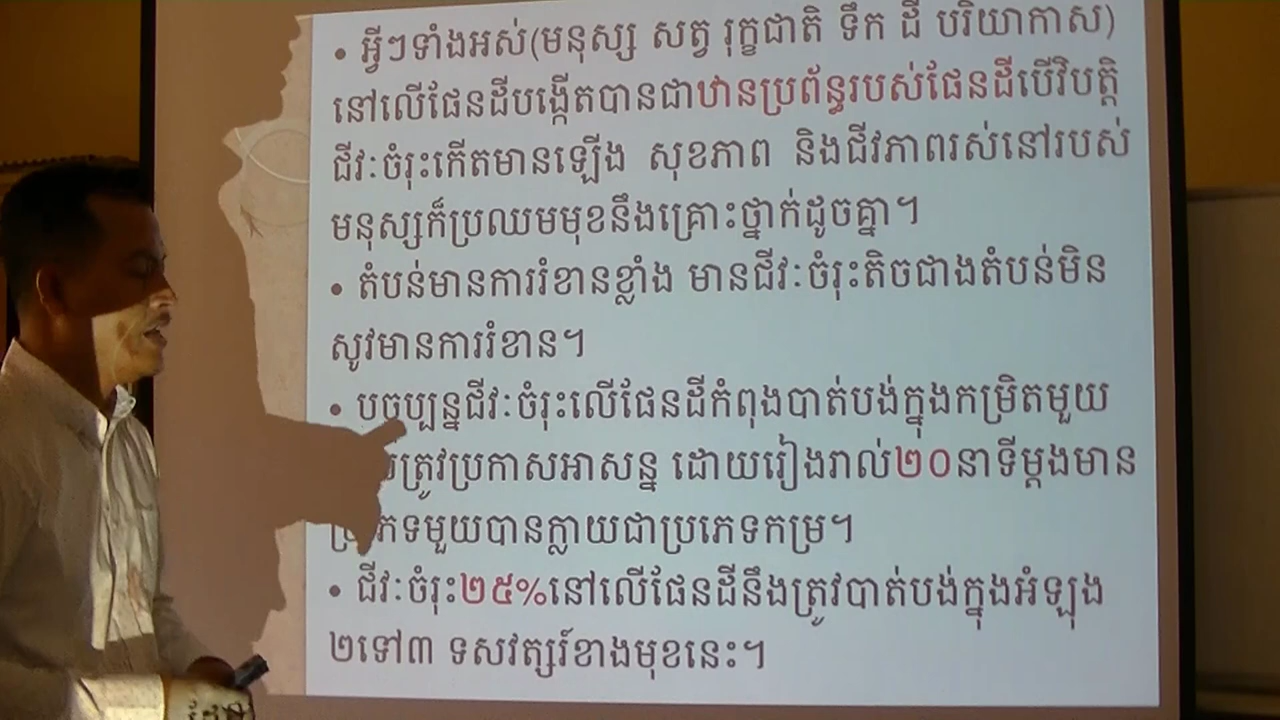 • អ្វីៗទាំងអស់(មនុស្ស សត្វ រុក្ខជាតិ ទឹក ដី បរិយាកាស)
នៅលើផែនដីបង្កើតបានជាឋានប្រព័ន្ធរបស់ផែនដីបើវិបត្តិ
ជីវៈចំរុះកើតមានឡើង សុខភាព និងជីវភាពរស់នៅរបស់
មនុស្សក៏ប្រឈមមុខនឹងគ្រោះថ្នាក់ដូចគ្នា។
• តំបន់មានការរំខានខ្លាំង មានជីវៈចំរុះតិចជាងតំបន់មិន
សូវមានការរំខាន។
• បច្ចប្បន្នជីវៈចំរុះលើផែនដីកំពុងបាត់បង់ក្នុងកម្រិតមួយ
ត្រូវប្រកាសអាសន្ន ដោយរៀងរាល់២០នាទីម្ដងមាន
ប្រភេទមួយបានក្លាយជាប្រភេទកម្រ។
• ជីវៈចំរុះ២៥%នៅលើផែនដីនឹងត្រូវបាត់បង់ក្នុងអំឡុង
២ទៅ៣ ទសវត្សរ៍ខាងមុខនេះ។